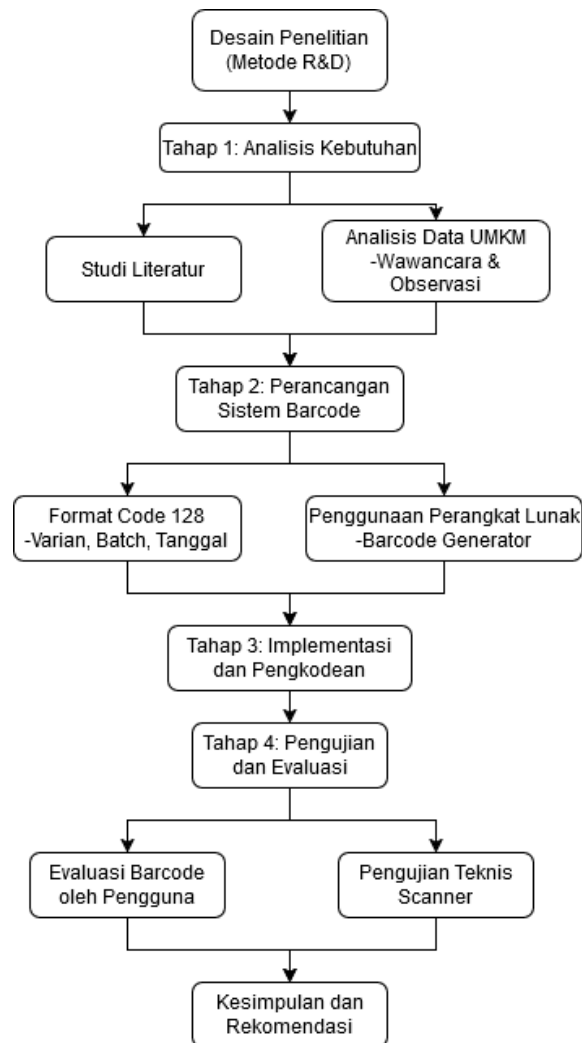 Desain Penelitian
(Metode R&D)
Tahap 1: Analisis Kebutuhan
Studi Literatur
Analisis Data UMKM
-Wawancara &
Observasi
Tahap 2: Perancangan
Sistem Barcode
Format Code 128
-Varian, Batch, Tanggal
Penggunaan Perangkat Lunak
-Barcode Generator
Tahap 3: Implementasi
dan Pengkodean
Tahap 4: Pengujian
dan Evaluasi
Evaluasi Barcode
oleh Pengguna
Pengujian Teknis
Scanner
Kesimpulan dan
Rekomendasi